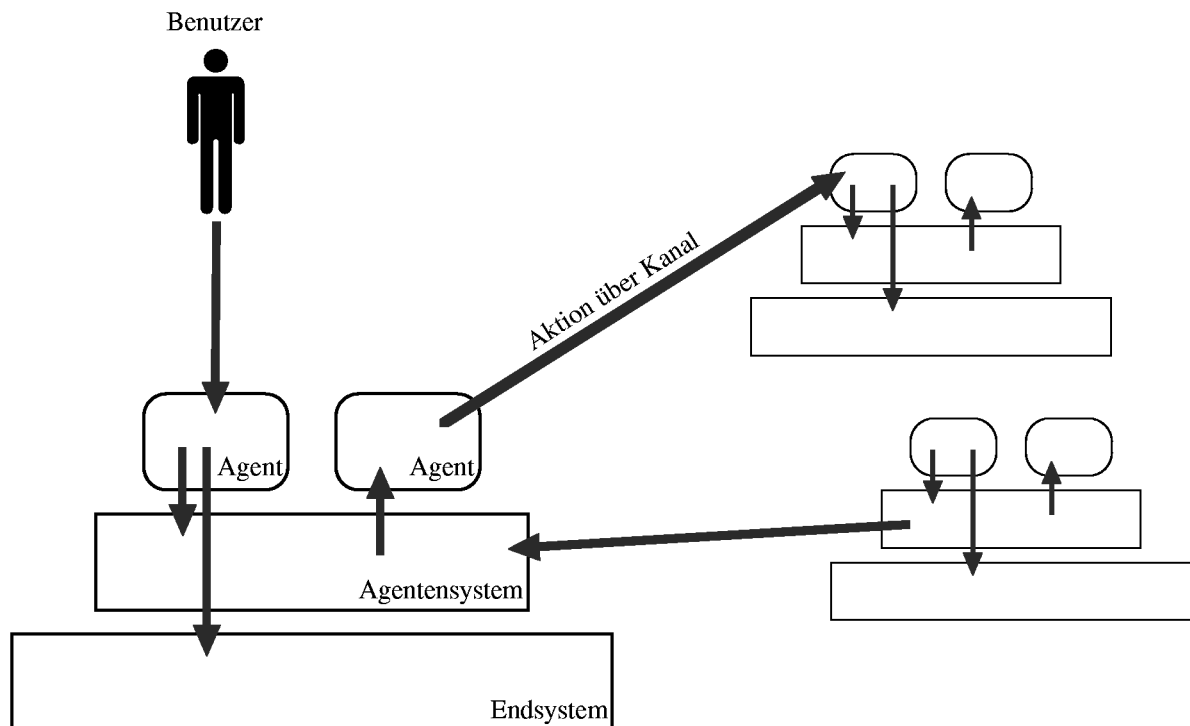 Benutzer
Aktion über Kanal
Agent
Agent
Agentensystem
Endsystem